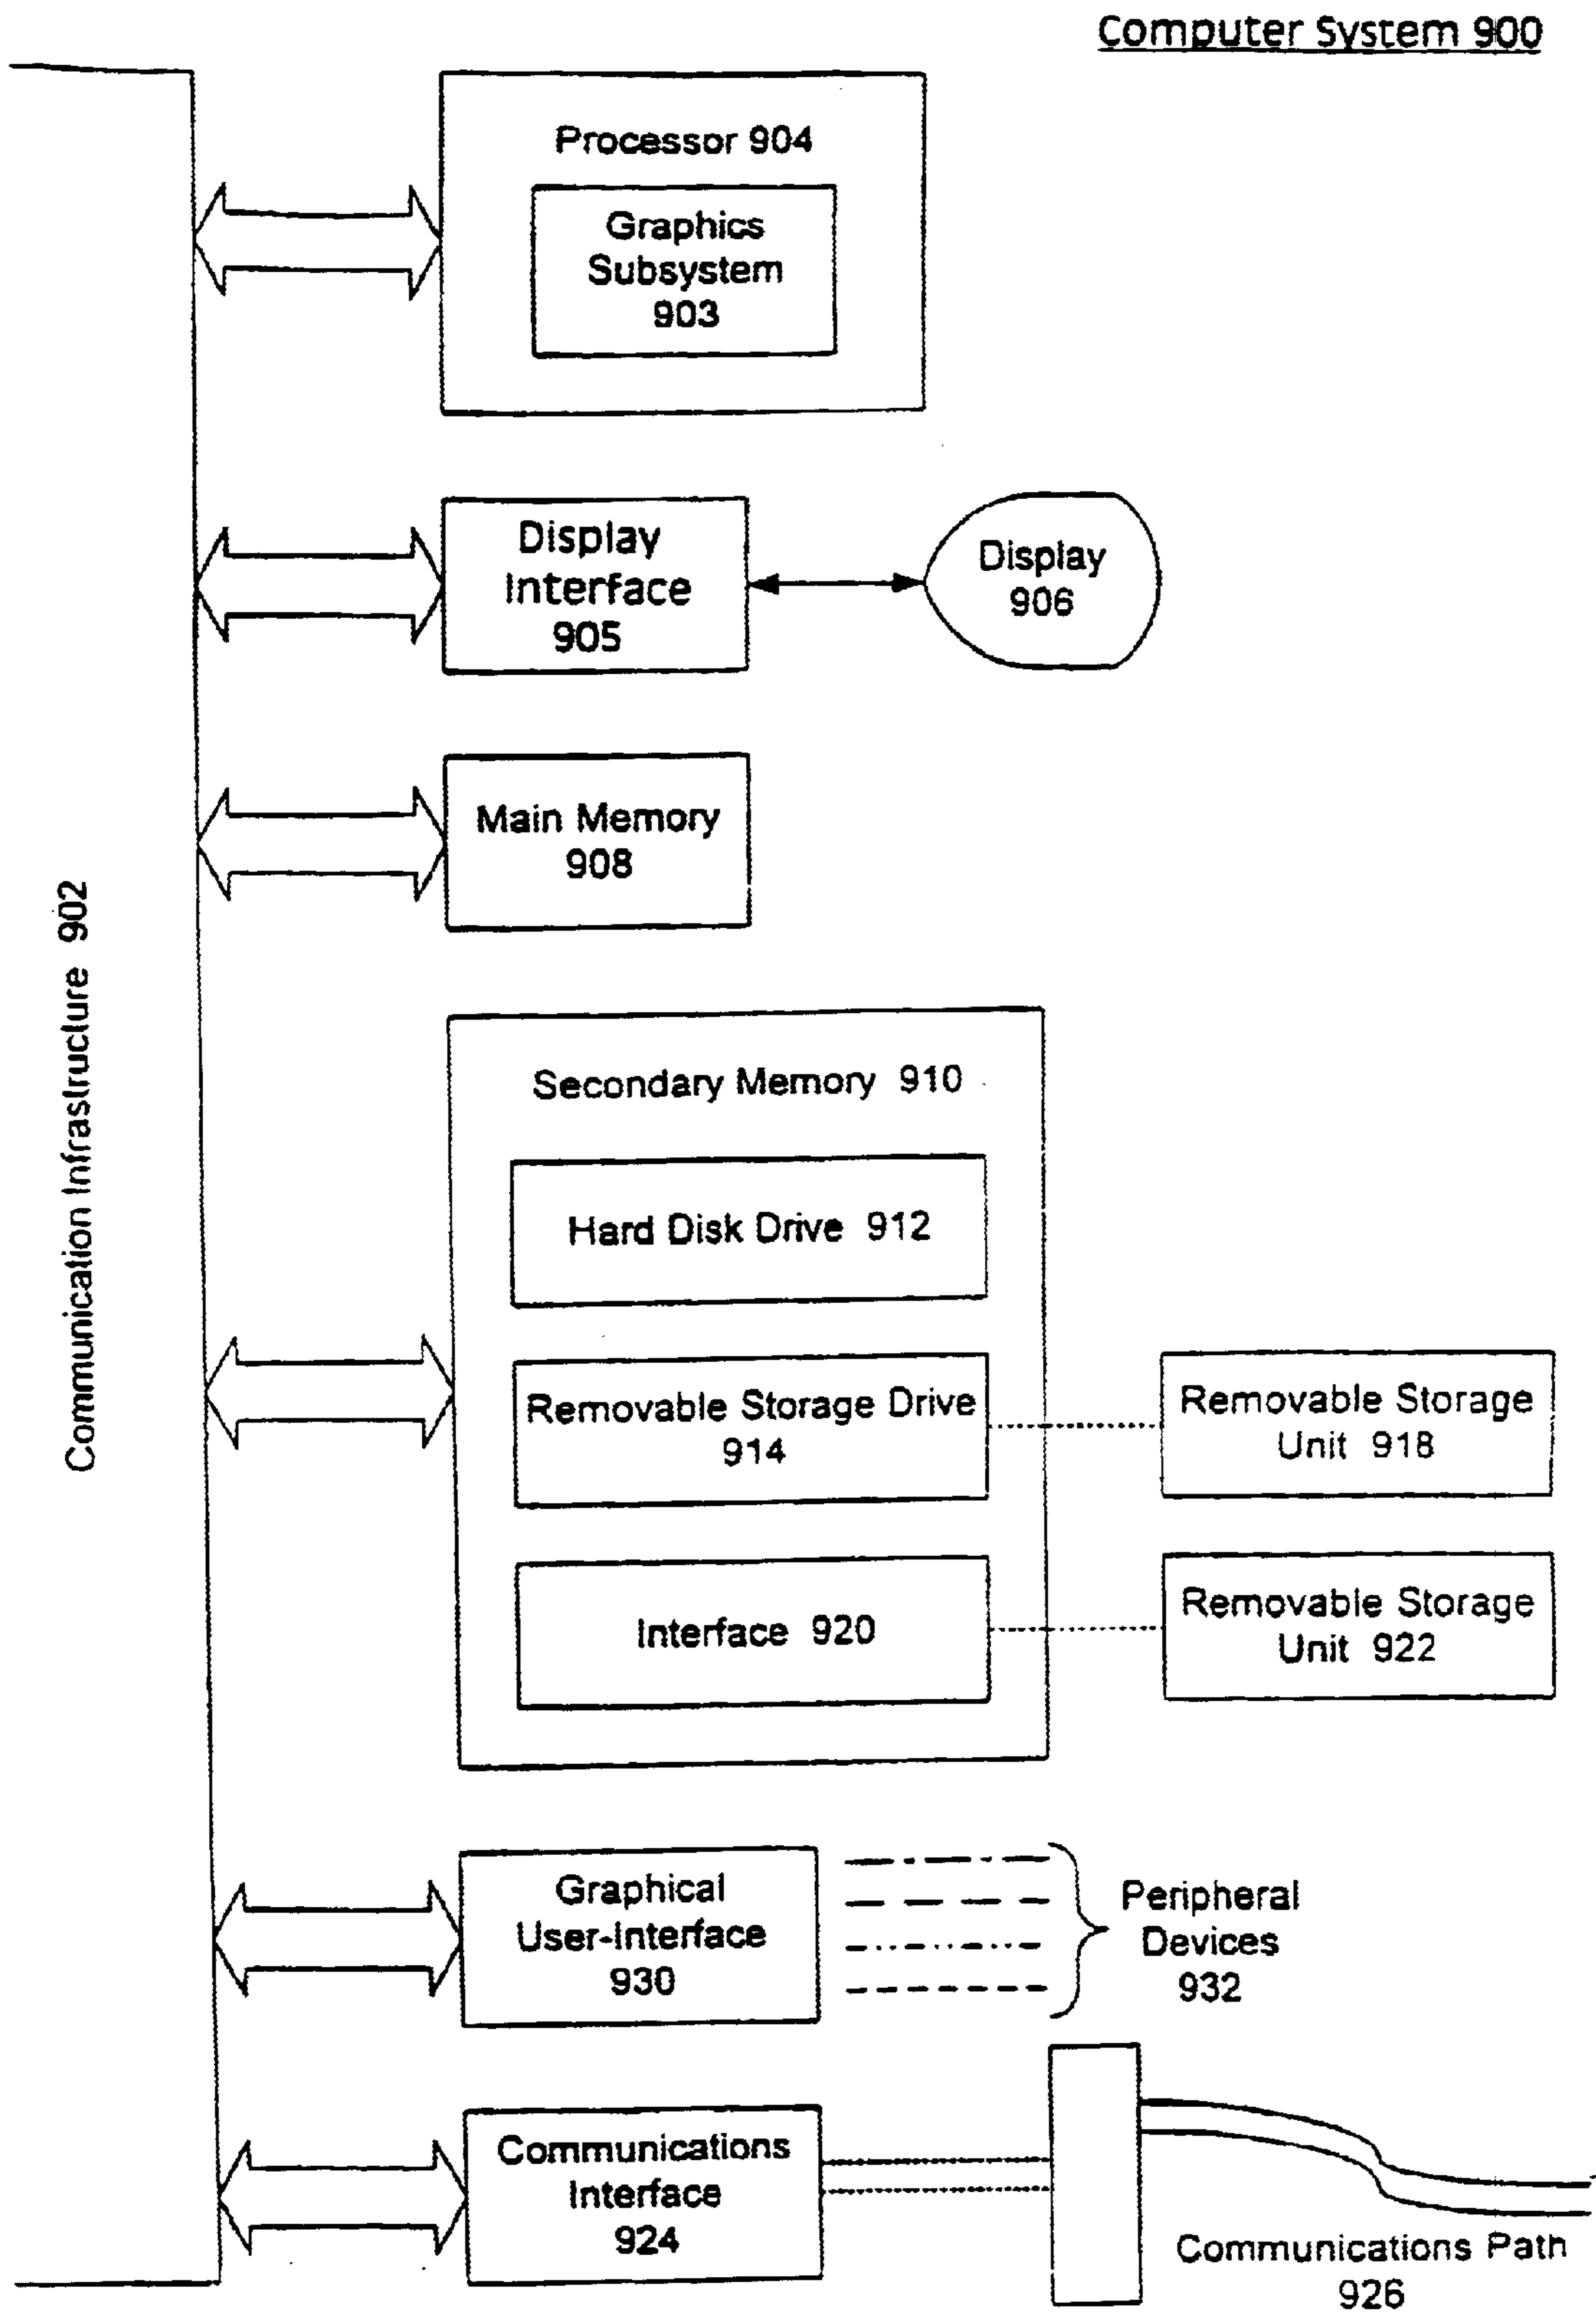 Computer System 900
Processor 904
Graphics
Subsystem
903
Display
Interface
905
Display
906
Main Memory
908
Communication Infrastructure 902
Secondary Memory 910
Hard Disk Drive 912
Removable Storage Drive
914
Removable Storage
Unit 918
Interface 920
Removable Storage
Unit 922
Graphical
User-Interface
930
Peripheral
Devices
932
Communications
Interface
924
Communications Path
926